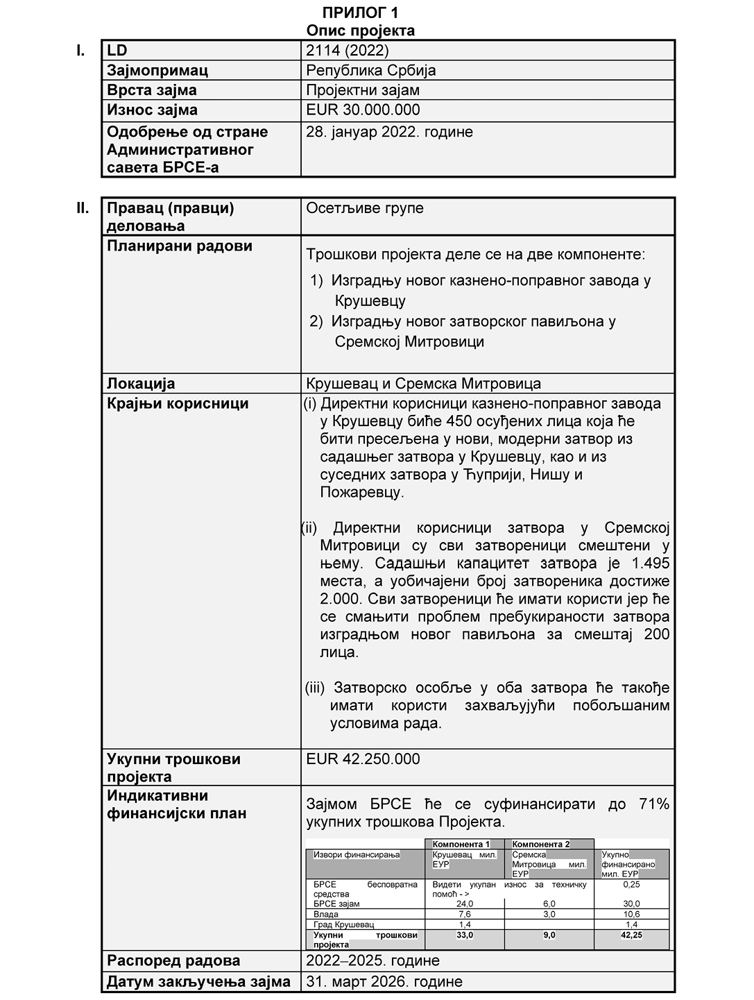 ПРИЛОГ 1
Опис пројекта
I. LD 2114 (2022)
Зајмопримац Република Србија
Врста зајма Пројектни зајам
Износ зајма EUR 30.000.000
Одобрење од стране 28. јануар 2022. године
Административног
савета БРСЕ-а
II. Правац (правци) Осетљиве групе
деловања
Планирани радови
Трошкови пројекта деле се на две компоненте:
1) Изградњу новог казнено-поправног завода у
Крушевцу
2) Изградњу новог затворског павиљона у
Сремској Митровици
Локација Крушевац и Сремска Митровица
Крајњи корисници (i) Директни корисници казнено-поправног завода
у Крушевцу биће 450 осуђених лица која ће
бити пресељена у нови, модерни затвор из
садашњег затвора у Крушевцу, као и из
суседних затвора у Ћуприји, Нишу и
Пожаревцу.
(ii) Директни корисници затвора у Сремској
Митровици су сви затвореници смештени у
њему. Садашњи капацитет затвора је 1.495
места, а уобичајени број затвореника достиже
2.000. Сви затвореници ће имати користи јер ће
се смањити проблем пребукираности затвора
изградњом новог павиљона за смештај 200
лица.
(iii) Затворско особље у оба затвора ће такође
имати користи захваљујући побољшаним
условима рада.
Укупни трошкови EUR 42.250.000
пројекта
Индикативни
финансијски план
Зајмом БРСЕ ће се суфинансирати до 71%
укупних трошкова Пројекта.
Компонента 1 Компонента 2
Извори финансирања Крушевац мил. Сремска Укупно
ЕУР Митровица мил. финансирано
ЕУР мил. ЕУР
БРСЕ бесповратна Видети укупан износ за техничку 0,25
средства помоћ - >
БРСЕ зајам 24,0 6,0 30,0
Влада 7,6 3,0 10,6
Град Крушевац 1,4 1,4
Укупни трошкови 33,0 9,0 42,25
пројекта
Распоред радова 2022–2025. године
Датум закључења зајма 31. март 2026. године